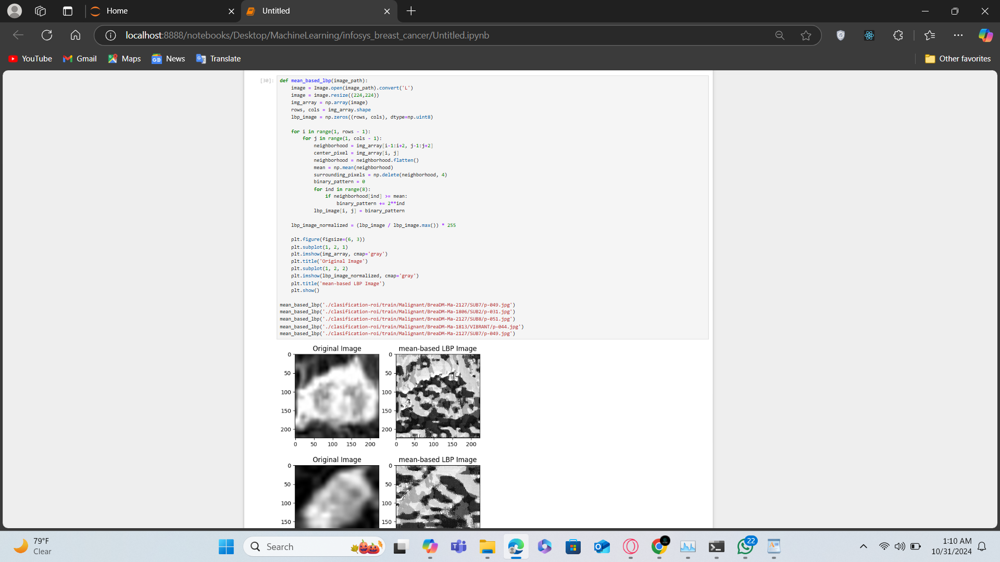 Home
Untitled
localhost:8888/notebooks/Desktop/MachineLearning/infosys_breast_cancer/Untitled.ipynb
YouTube
Gmail
Maps
News
Translate
Other favorites
[30]:
def mean_based_lbp(image_path):
    image = Image.open(image_path).convert('L')
    image = image.resize((224,224))
    img_array = np.array(image)
    rows, cols = img_array.shape
    lbp_image = np.zeros((rows, cols), dtype=np.uint8)
    for i in range(1, rows - 1):
        for j in range(1, cols - 1):
            neighborhood = img_array[i-1:i+2, j-1:j+2]
            center_pixel = img_array[i, j]
            neighborhood = neighborhood.flatten()
            mean = np.mean(neighborhood)
            surrounding_pixels = np.delete(neighborhood, 4)
            binary_pattern = 0
            for ind in range(8):
                if neighborhood[ind] >= mean:
                    binary_pattern += 2**ind
            lbp_image[i, j] = binary_pattern
    lbp_image_normalized = (lbp_image / lbp_image.max()) * 255
    plt.figure(figsize=(6, 3))
    plt.subplot(1, 2, 1)
    plt.imshow(img_array, cmap='gray')
    plt.title('Original Image')
    plt.subplot(1, 2, 2)
    plt.imshow(lbp_image_normalized, cmap='gray')
    plt.title('mean-based LBP Image')
    plt.show()
mean_based_lbp('./clasification-roi/train/Malignant/BreaDM-Ma-2127/SUB7/p-049.jpg')
mean_based_lbp('./clasification-roi/train/Malignant/BreaDM-Ma-1806/SUB2/p-031.jpg')
mean_based_lbp('./clasification-roi/train/Malignant/BreaDM-Ma-2127/SUB8/p-051.jpg')
mean_based_lbp('./clasification-roi/train/Malignant/BreaDM-Ma-1813/VIBRANT/p-044.jpg')
mean_based_lbp('./clasification-roi/train/Malignant/BreaDM-Ma-2127/SUB7/p-049.jpg')
Original Image
0
50
100
150
200
0 50 100 150 200
mean-based LBP Image
0
50
100
150
200
0 50 100 150 200
Original Image
0
50
100
150
mean-based LBP Image
0
50
100
150
79°F
Clear
Search
22
1:10 AM
10/31/2024